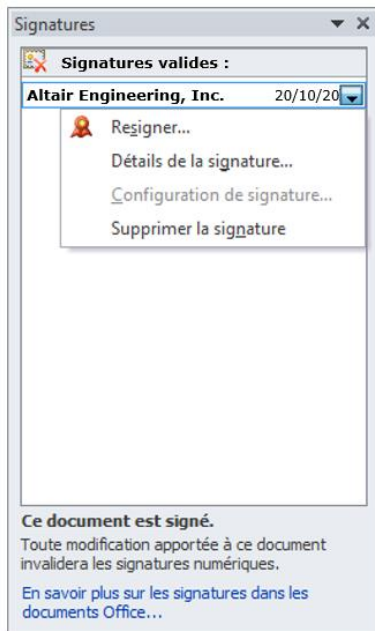 Signatures
Signatures valides :
Altair Engineering, Inc. 20/10/20
Resigner...
Détails de la signature...
Configuration de signature...
Supprimer la signature
Ce document est signé.
Toute modification apportée à ce document
invalidera les signatures numériques.
En savoir plus sur les signatures dans les
documents Office...